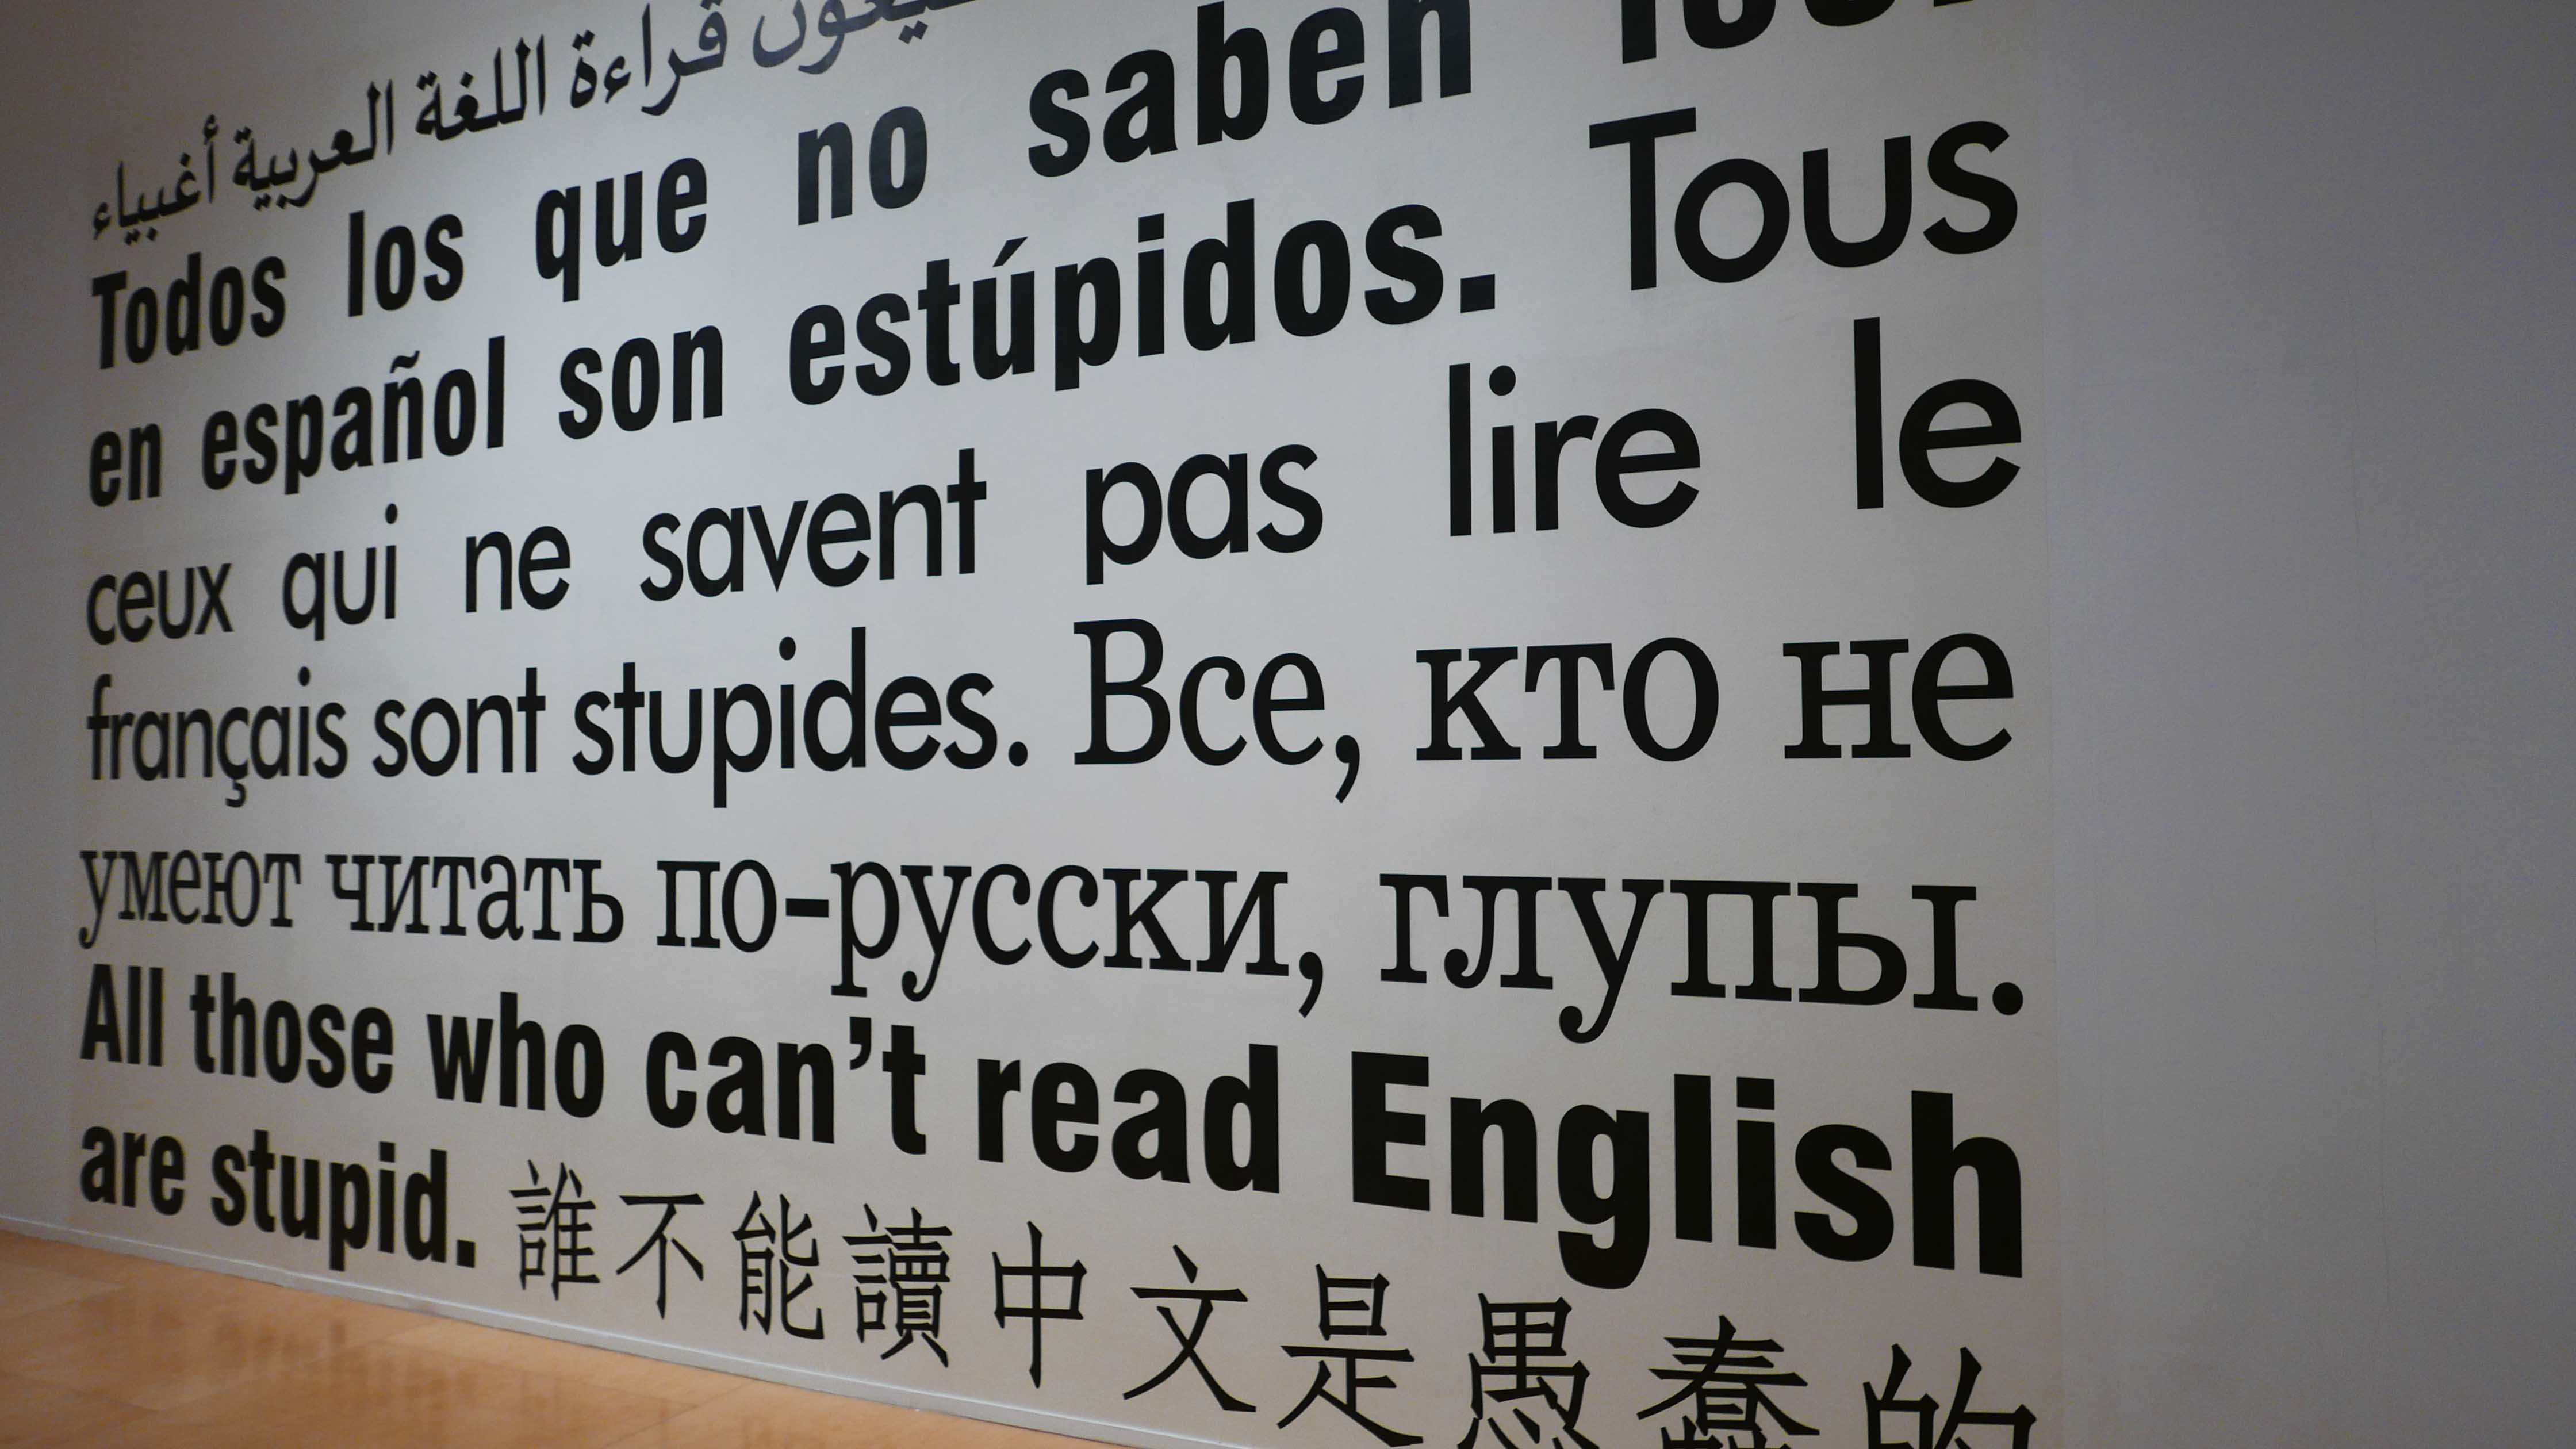 قراءة اللغة العربية أغبياء
Todos los que no saben
en español son estúpidos. Tous
ceux qui ne savent pas lire le
français sont stupides. Все, кто не
умеют читать по-русски, глупы.
All those who can’t read English
are stupid. 誰不能讀中文是愚蠢的